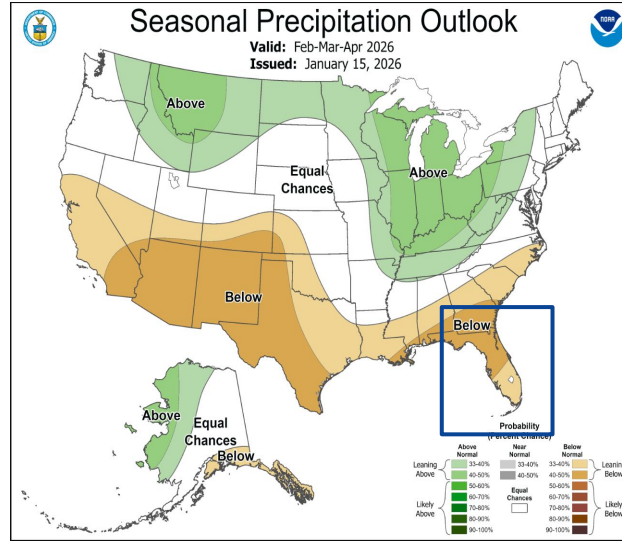 Seasonal Precipitation Outlook
Valid: Feb-Mar-Apr 2026
Issued: January 15, 2026
NOAA
Above
Equal
Chances
Above
Below
Below
Above
Equal
Chances
Below
Probability
(Percent Chance)
Above
Normal
Near
Normal
Below
Normal
Leaning
Above
33-40%
40-50%
33-40%
40-50%
33-40%
40-50%
Leaning
Below
Likely
Above
50-60%
60-70%
70-80%
80-90%
90-100%
Equal
Chances
50-60%
60-70%
70-80%
80-90%
90-100%
Likely
Below